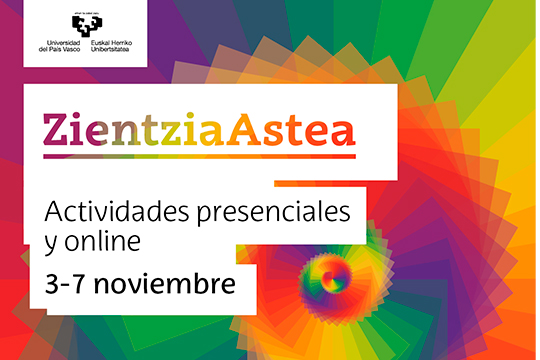 Universidad
del País Vasco
Euskal Herriko
Unibertsitatea
ZientziaAstea
Actividades presenciales
y online
3-7 noviembre